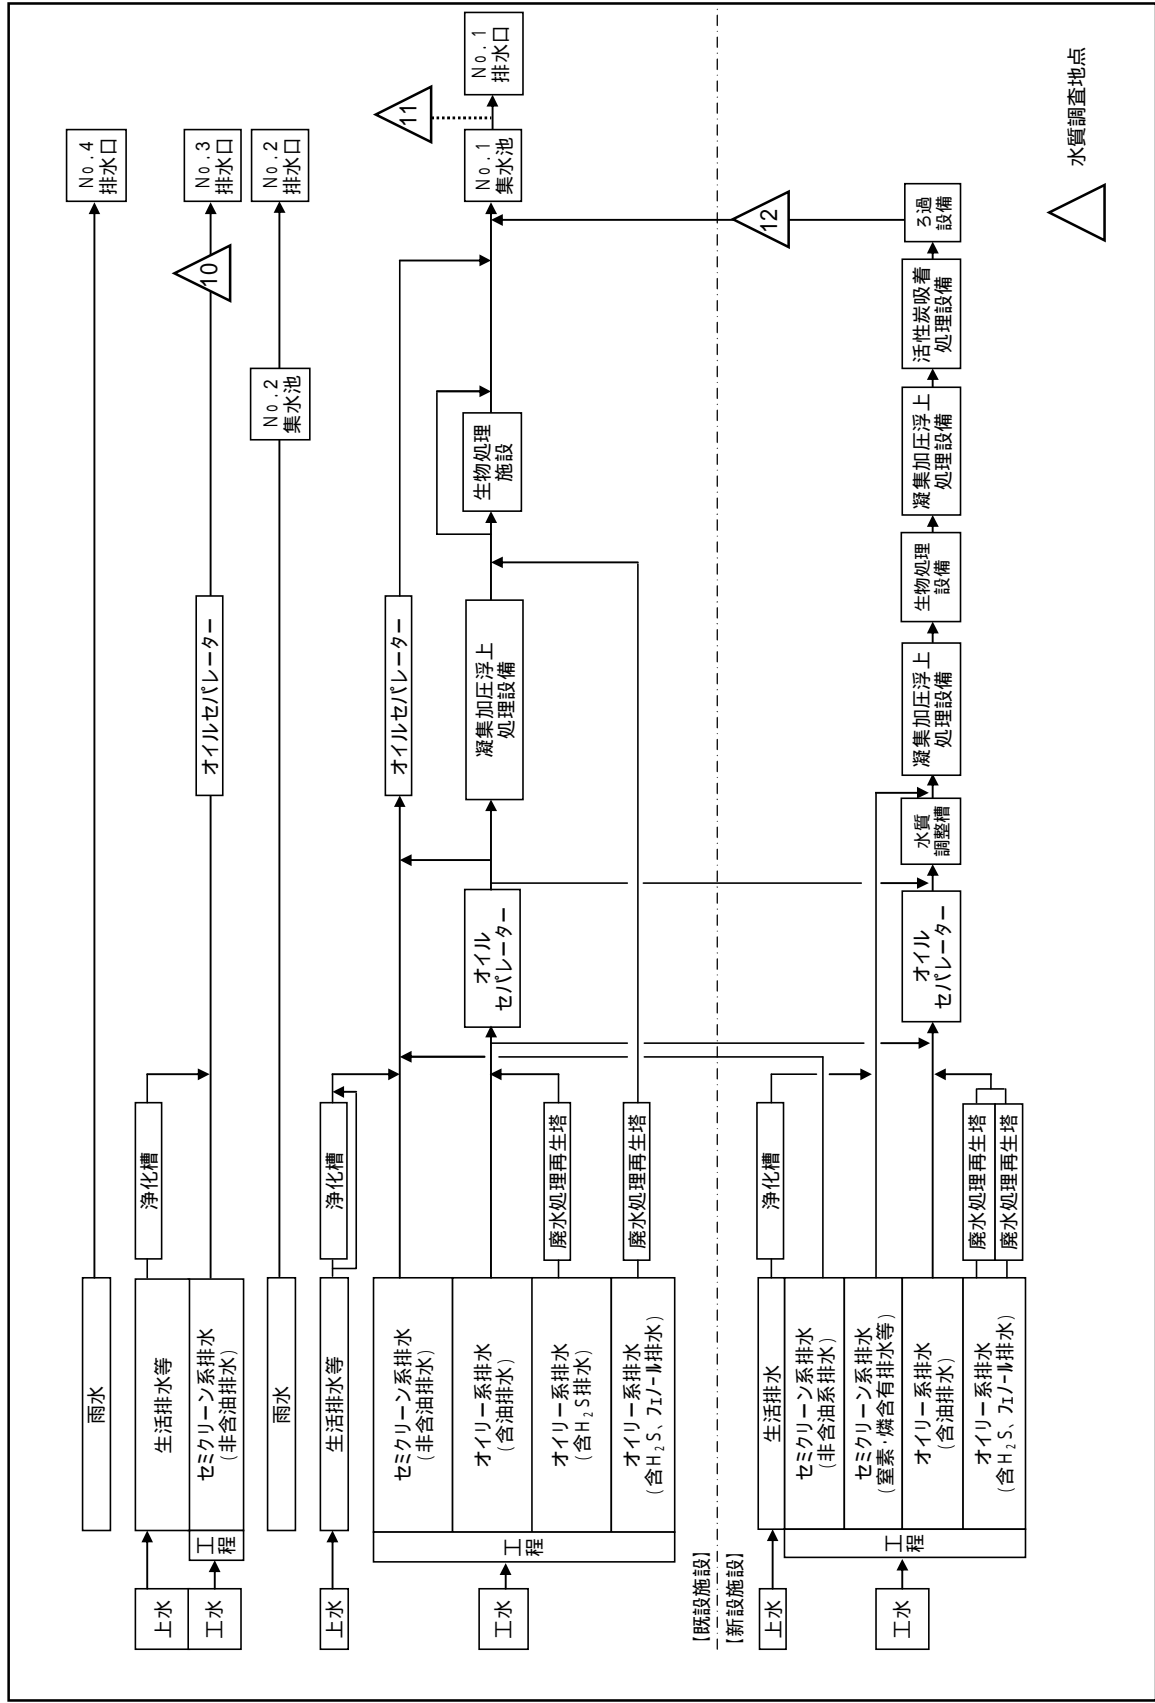 雨水
No.4
排水口
上水
工水
工程
生活排水等
セミクリーン系排水
(非含油排水)
浄化槽
オイルセパレーター
10
No.3
排水口
雨水
No.2
集水池
No.2
排水口
上水
生活排水等
浄化槽
工水
工程
セミクリーン系排水
(非含油排水)
オイリー系排水
(含油排水)
オイリー系排水
(含H₂S排水)
オイリー系排水
(含H₂S、フェノール排水)
廃水処理再生塔
廃水処理再生塔
オイル
セパレーター
オイルセパレーター
凝集加圧浮上
処理設備
生物処理
施設
No.1
集水池
11
No.1
排水口
【既設施設】
【新設施設】
上水
工水
工程
生活排水
セミクリーン系排水
(非含油系排水)
セミクリーン系排水
(窒素・燐含有排水等)
オイリー系排水
(含油排水)
オイリー系排水
(含H₂S、フェノール排水)
浄化槽
廃水処理再生塔
廃水処理再生塔
オイル
セパレーター
水質
調整槽
凝集加圧浮上
処理設備
生物処理
設備
凝集加圧浮上
処理設備
活性炭吸着
処理設備
ろ過
設備
12
水質調査地点